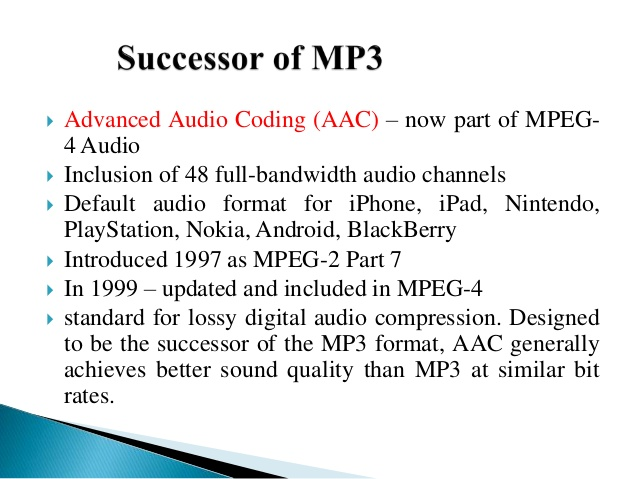 Successor of MP3
Advanced Audio Coding (AAC) – now part of MPEG-
4 Audio
Inclusion of 48 full-bandwidth audio channels
Default audio format for iPhone, iPad, Nintendo,
PlayStation, Nokia, Android, BlackBerry
Introduced 1997 as MPEG-2 Part 7
In 1999 – updated and included in MPEG-4
standard for lossy digital audio compression. Designed
to be the successor of the MP3 format, AAC generally
achieves better sound quality than MP3 at similar bit
rates.